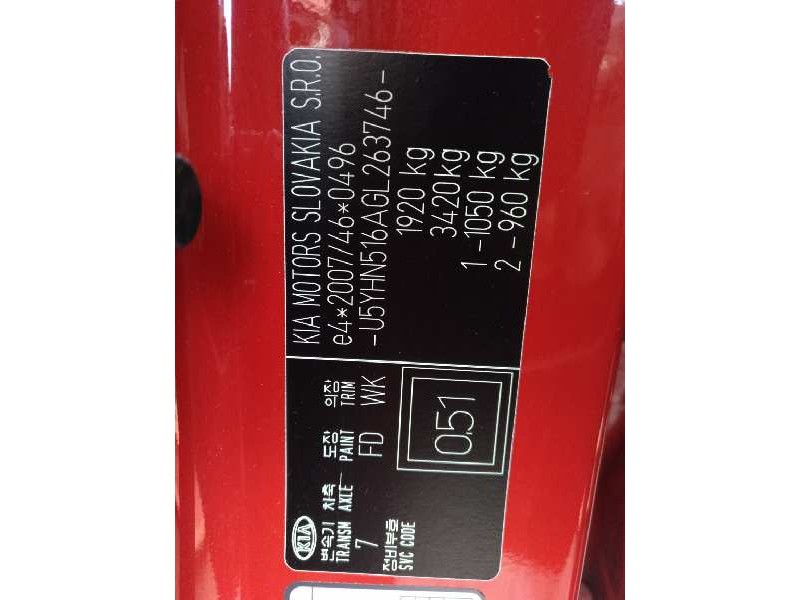 KIA MOTORS SLOVAKIA S.R.O.
e4*2007/46*0496
-U5YHN516AGL263746-
1920 kg
3420kg
1 -1050 kg
2 -960 kg
KIA
변속기 차축 도장 의장
TRANSM AXLE PAINT TRIM
7 FD WK
정비부호
SVC CODE
051